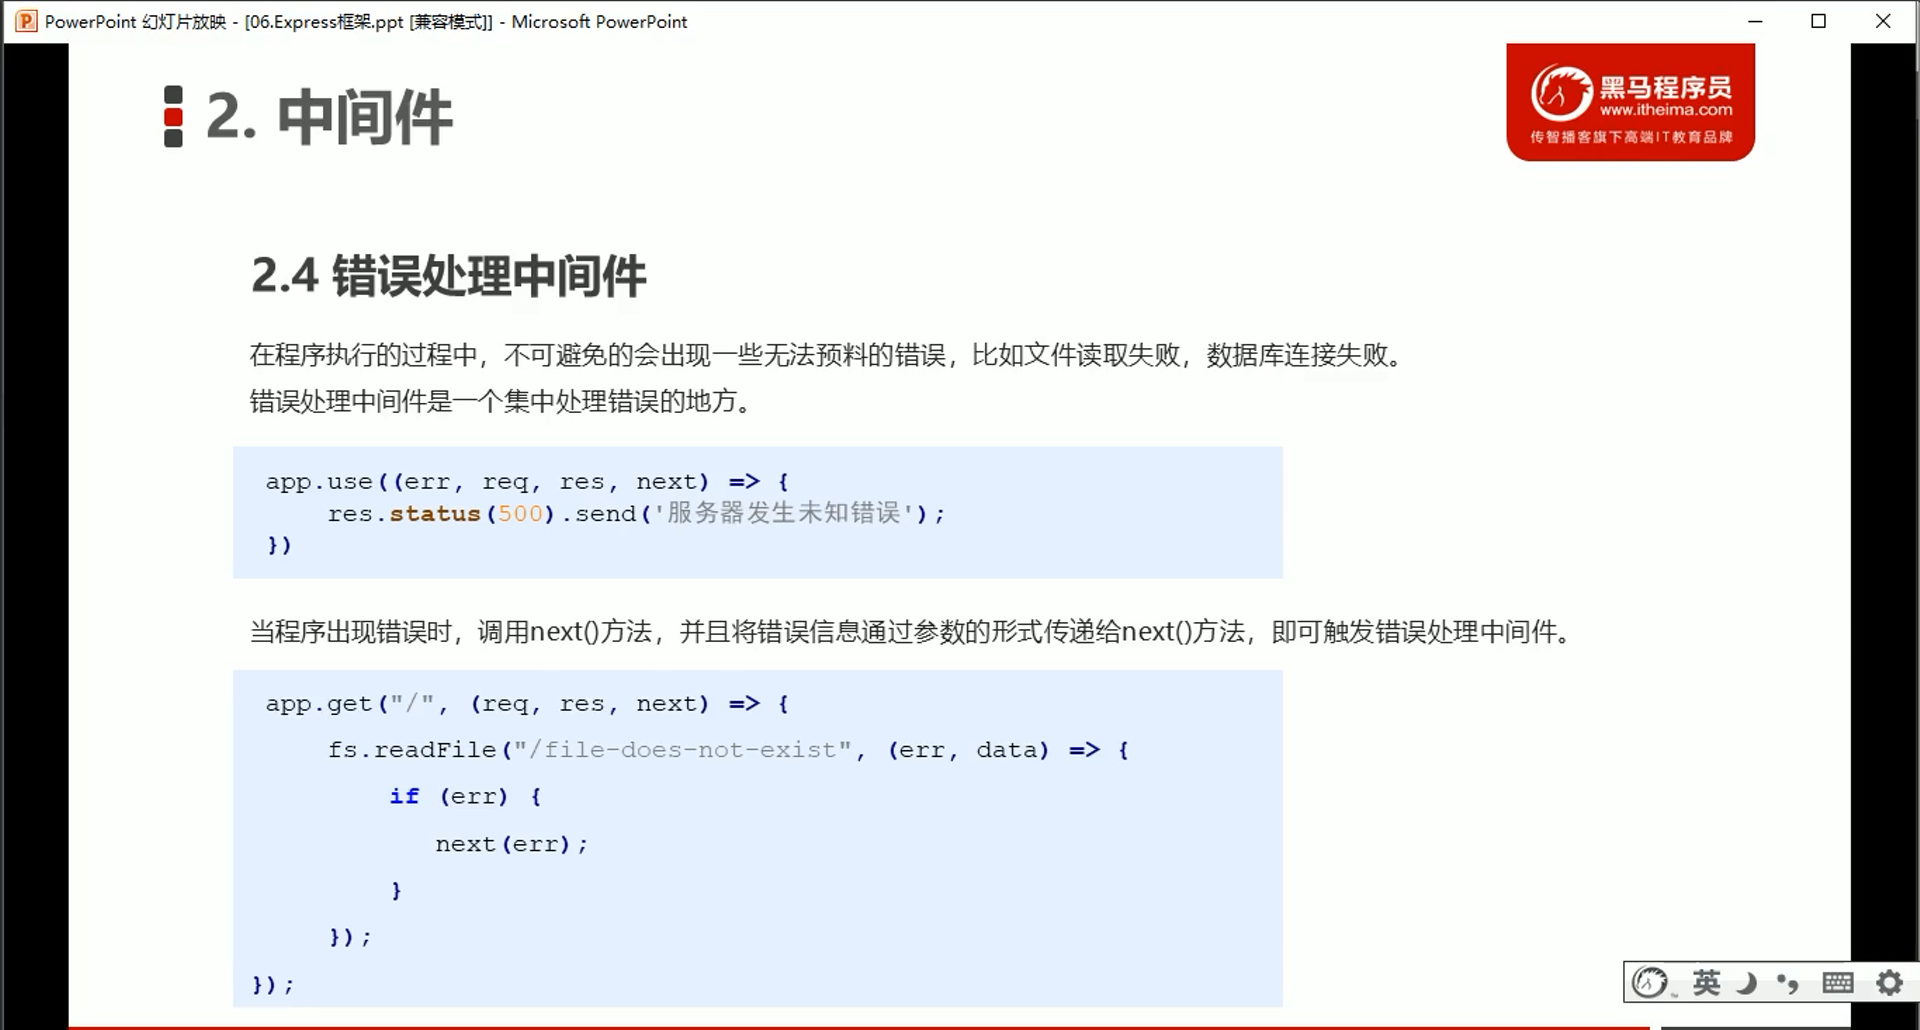 PowerPoint 幻灯片放映 - [06.Express框架.ppt [兼容模式]] - Microsoft PowerPoint
2. 中间件
黑马程序员
www.itheima.com
传智播客旗下高端IT教育品牌
2.4 错误处理中间件
在程序执行的过程中，不可避免的会出现一些无法预料的错误，比如文件读取失败，数据库连接失败。
错误处理中间件是一个集中处理错误的地方。
app.use((err, req, res, next) => {
    res.status(500).send('服务器发生未知错误');
})
当程序出现错误时，调用next()方法，并且将错误信息通过参数的形式传递给next()方法，即可触发错误处理中间件。
app.get("/", (req, res, next) => {
    fs.readFile("/file-does-not-exist", (err, data) => {
        if (err) {
           next(err);
        }
    });
});
英